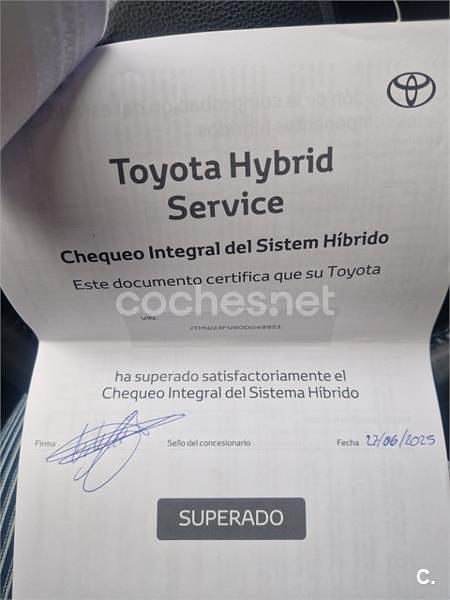 Toyota Hybrid
Service
Chequeo Integral del Sistem Híbrido
Este documento certifica que su Toyota
coches.net
VIN:
ha superado satisfactoriamente el
Chequeo Integral del Sistema Híbrido
Firma
Sello del concesionario
Fecha 27/06/2025
SUPERADO
C.